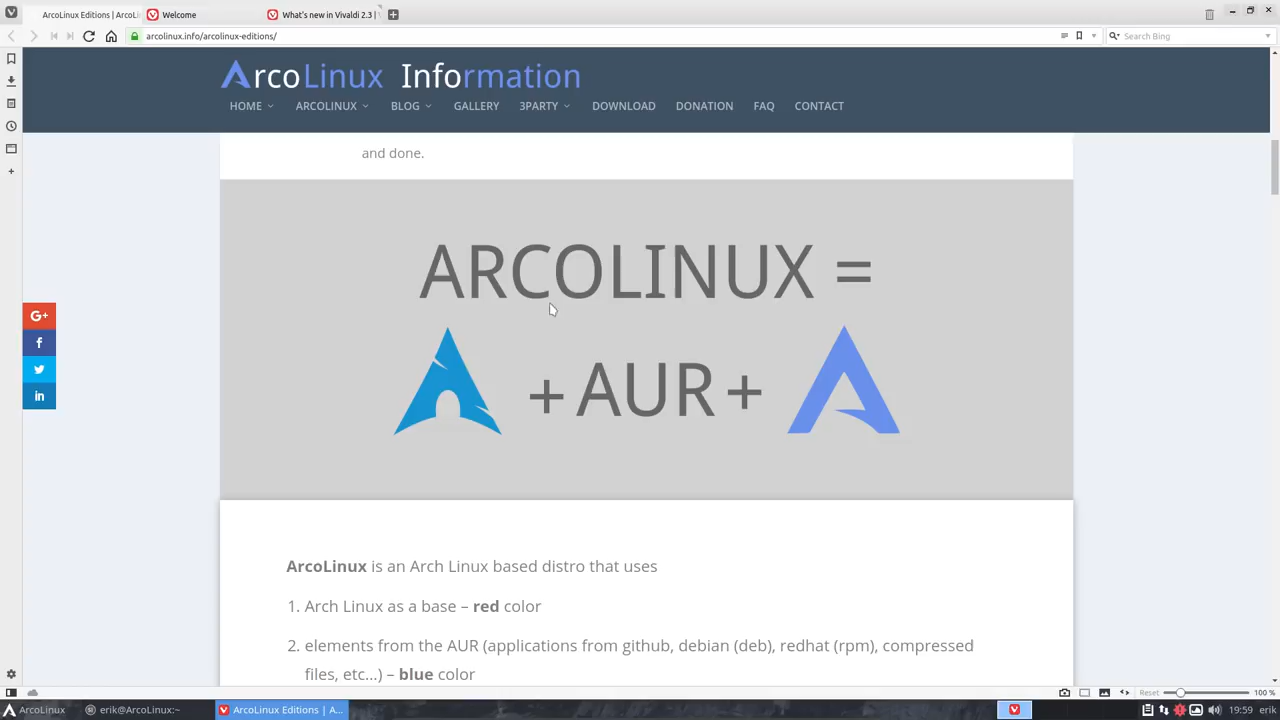 ArcoLinux Editions | ArcoLi
Welcome
What's new in Vivaldi 2.3 |
arcolinux.info/arcolinux-editions/
Search Bing
ArcoLinux Information
HOME
ARCOLINUX
BLOG
GALLERY
3PARTY
DOWNLOAD
DONATION
FAQ
CONTACT
and done.
ARCOLINUX =
+ AUR +
G+
f
in
ArcoLinux is an Arch Linux based distro that uses
1. Arch Linux as a base – red color
2. elements from the AUR (applications from github, debian (deb), redhat (rpm), compressed
files, etc...) – blue color
Reset
100 %
ArcoLinux
erik@ArcoLinux:~
ArcoLinux Editions | A...
19:59
erik